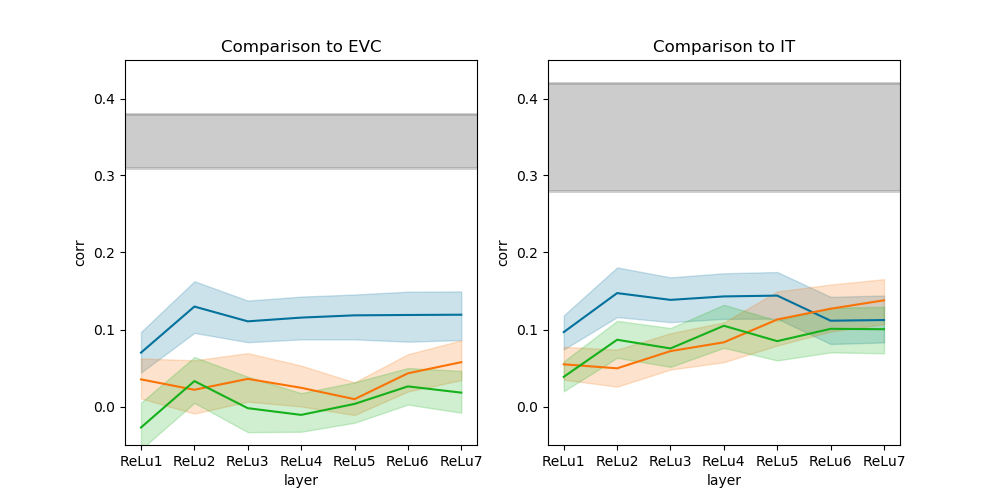 Comparison to EVC
corr
0.4
0.3
0.2
0.1
0.0
ReLu1 ReLu2 ReLu3 ReLu4 ReLu5 ReLu6 ReLu7
layer
Comparison to IT
corr
0.4
0.3
0.2
0.1
0.0
ReLu1 ReLu2 ReLu3 ReLu4 ReLu5 ReLu6 ReLu7
layer